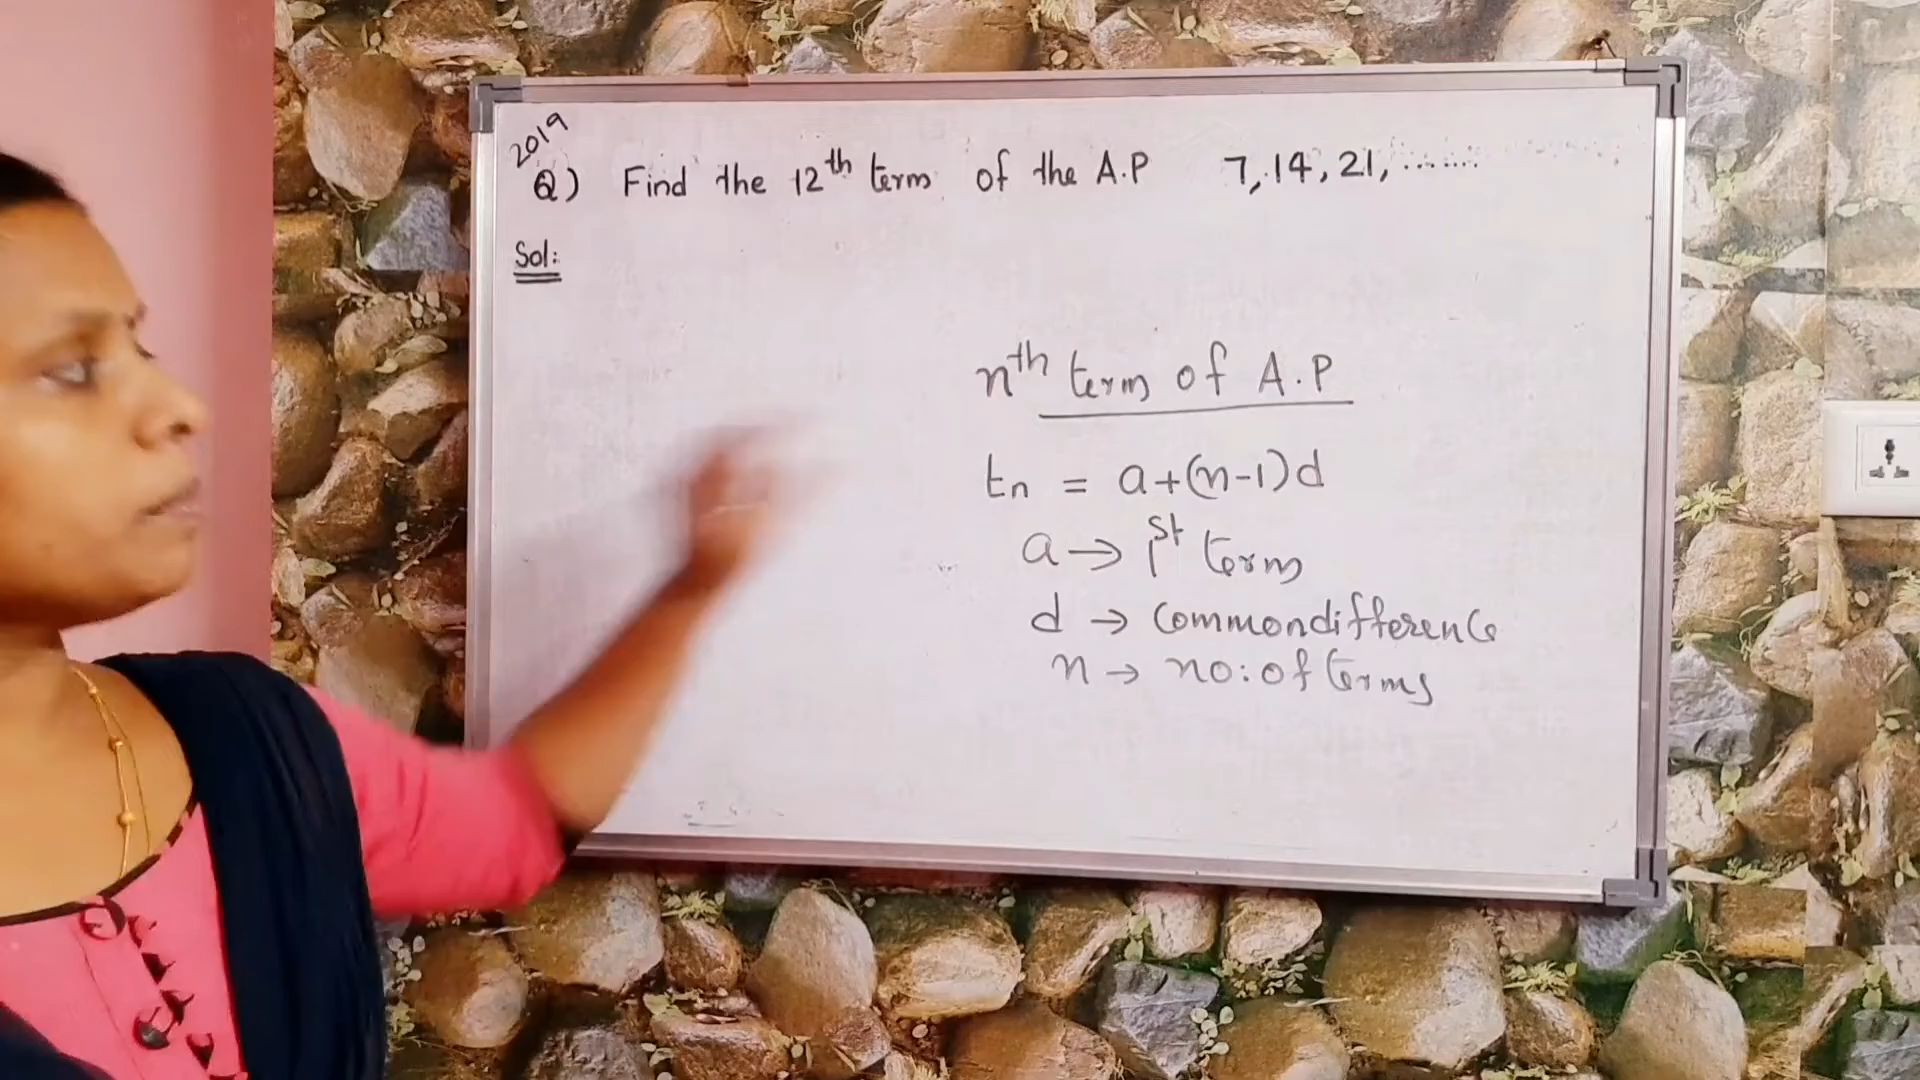 2019
Q) Find the 12th term of the A.P 7, 14, 21, .......
Sol:
nth term of A.P
tn = a+(n-1)d
a → 1st term
d → Commondifference
n → no: of terms